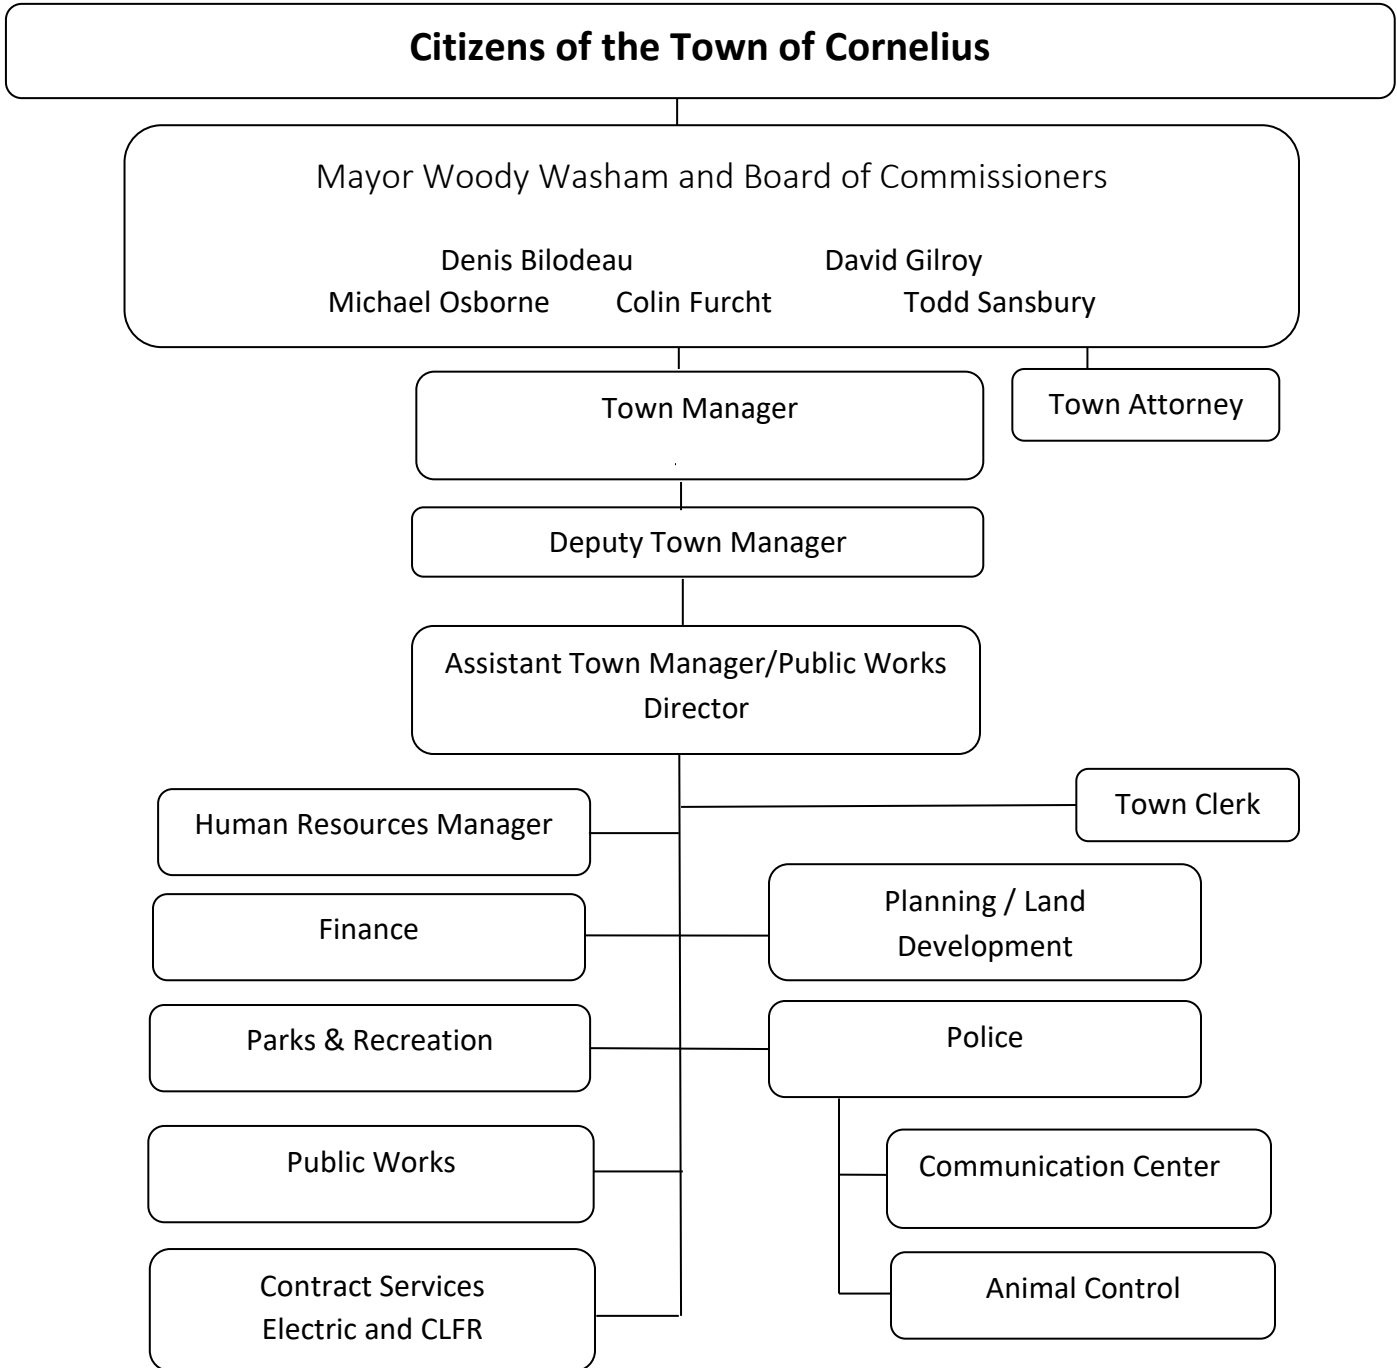 Citizens of the Town of Cornelius
Mayor Woody Washam and Board of Commissioners
Denis Bilodeau David Gilroy
Michael Osborne Colin Furcht Todd Sansbury
Town Manager
Town Attorney
Deputy Town Manager
Assistant Town Manager/Public Works
Director
Town Clerk
Human Resources Manager
Finance
Planning / Land
Development
Parks & Recreation
Police
Public Works
Communication Center
Contract Services
Electric and CLFR
Animal Control